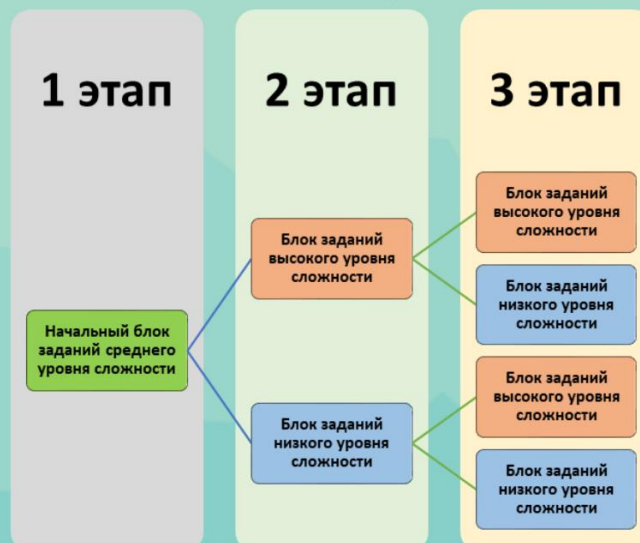 1 этап
Начальный блок
заданий среднего
уровня сложности
2 этап
Блок заданий
высокого уровня
сложности
Блок заданий
низкого уровня
сложности
3 этап
Блок заданий
высокого уровня
сложности
Блок заданий
низкого уровня
сложности
Блок заданий
высокого уровня
сложности
Блок заданий
низкого уровня
сложности